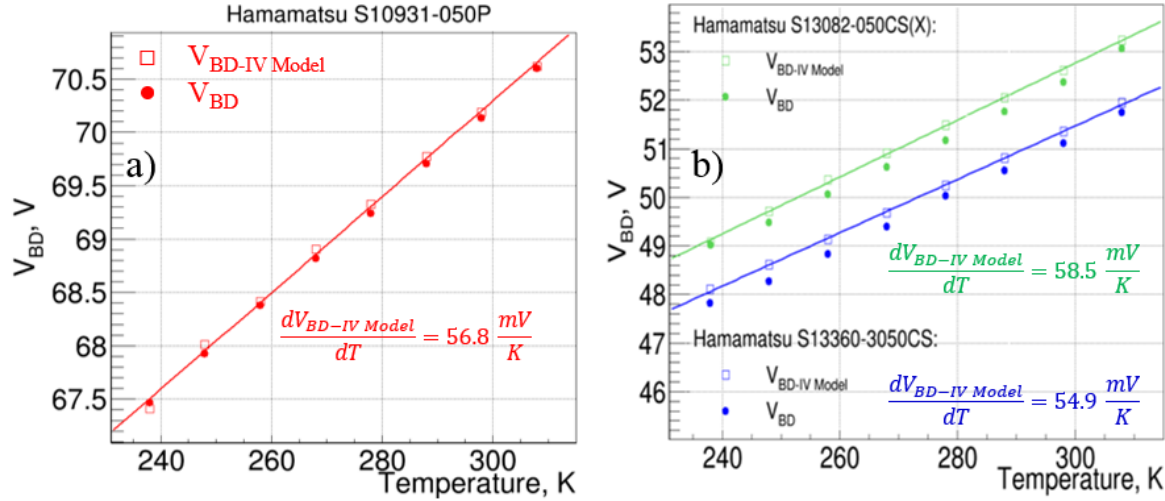 Hamamatsu S10931-050P
V_BD-IV Model
V_BD
a)
70.5
70
69.5
69
68.5
68
67.5
V_BD, V
dV_BD−IV Model / dT = 56.8 mV/K
240 260 280 300
Temperature, K
Hamamatsu S13082-050CS(X):
V_BD-IV Model
V_BD
b)
53
52
51
50
49
48
47
46
V_BD, V
dV_BD−IV Model / dT = 58.5 mV/K
Hamamatsu S13360-3050CS:
V_BD-IV Model
V_BD
dV_BD−IV Model / dT = 54.9 mV/K
240 260 280 300
Temperature, K